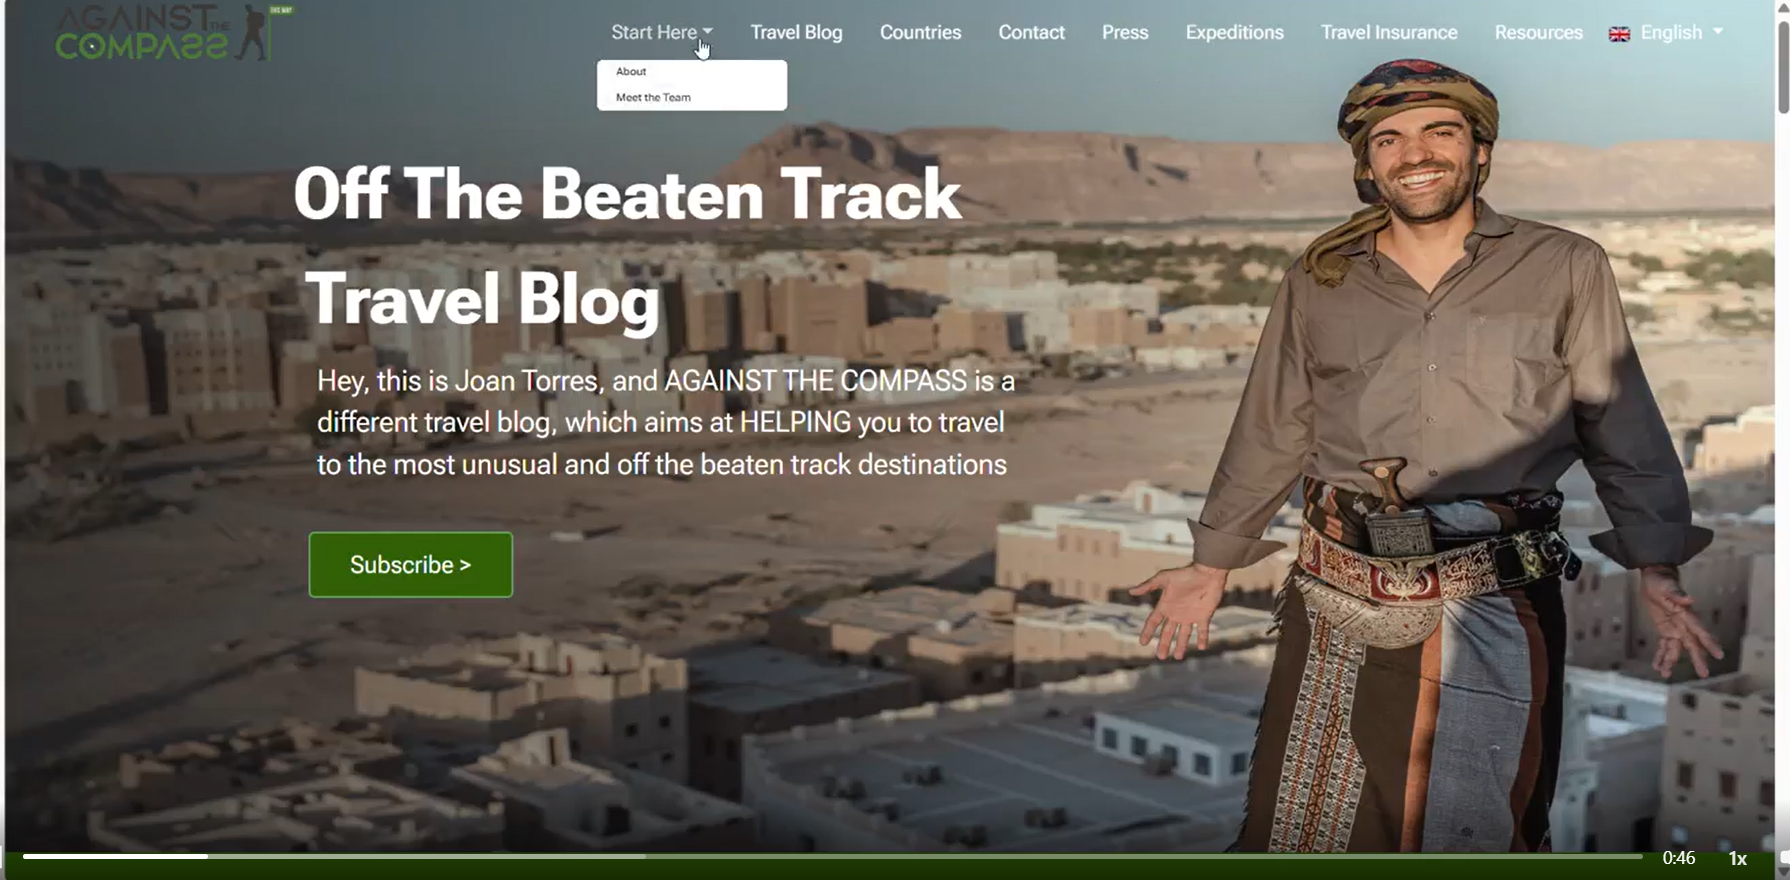 AGAINST THE
COMPASS
THIS WAY
Start Here
Travel Blog
Countries
Contact
Press
Expeditions
Travel Insurance
Resources
English
About
Meet the Team
Off The Beaten Track
Travel Blog
Hey, this is Joan Torres, and AGAINST THE COMPASS is a
different travel blog, which aims at HELPING you to travel
to the most unusual and off the beaten track destinations
Subscribe >
0:46
1x